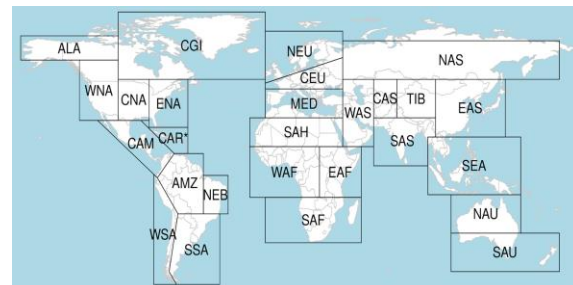 ALA
CGI
NEU
NAS
CEU
WNA
CNA
ENA
MED
WAS
CAS
TIB
EAS
SAH
SAS
CAM
CAR*
SEA
WAF
EAF
AMZ
NEB
SAF
NAU
WSA
SSA
SAU